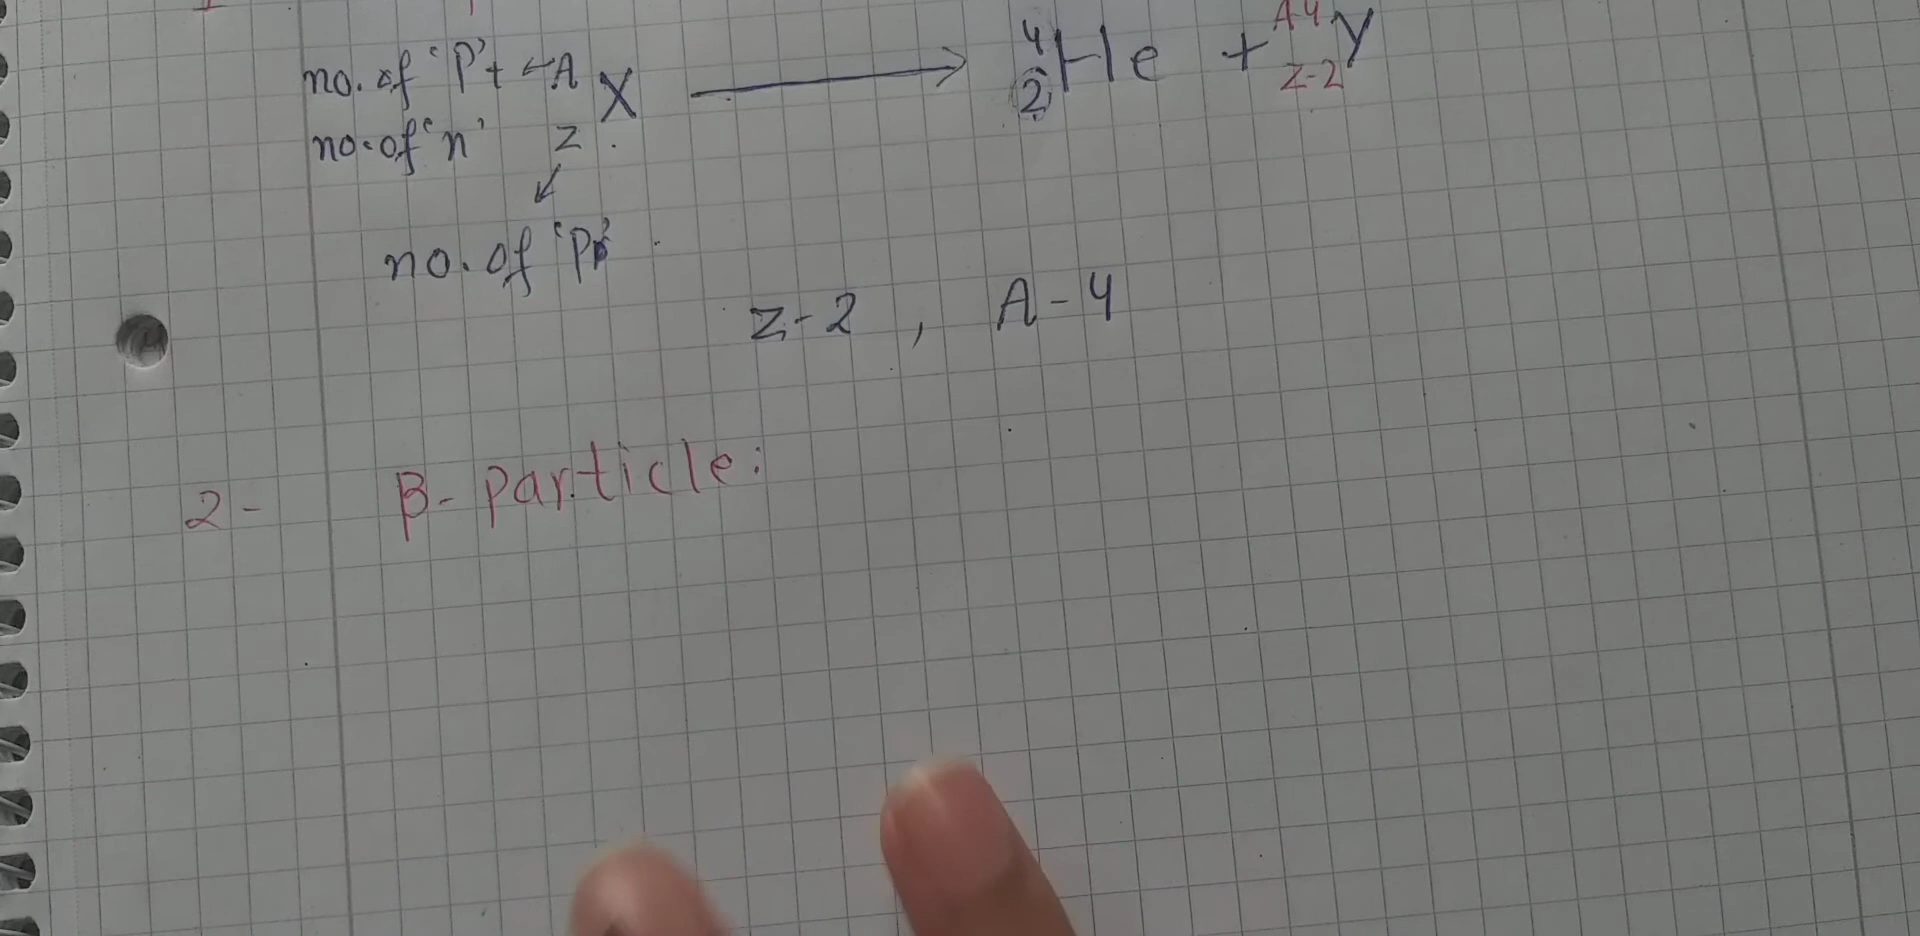 no. of 'P' + ← A X → 4 2 He + A-4 Z-2 Y
no. of 'n' Z
no. of 'P'
Z-2 , A-4
2- β-particle: